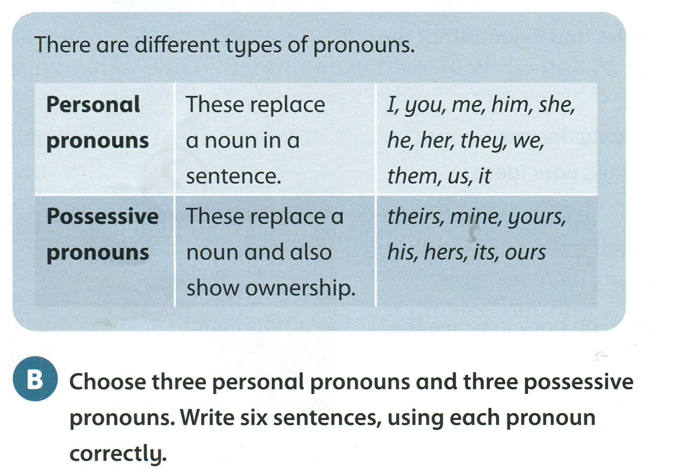 There are different types of pronouns.
Personal pronouns
These replace a noun in a sentence.
I, you, me, him, she, he, her, they, we, them, us, it
Possessive pronouns
These replace a noun and also show ownership.
theirs, mine, yours, his, hers, its, ours
B
Choose three personal pronouns and three possessive
pronouns. Write six sentences, using each pronoun
correctly.